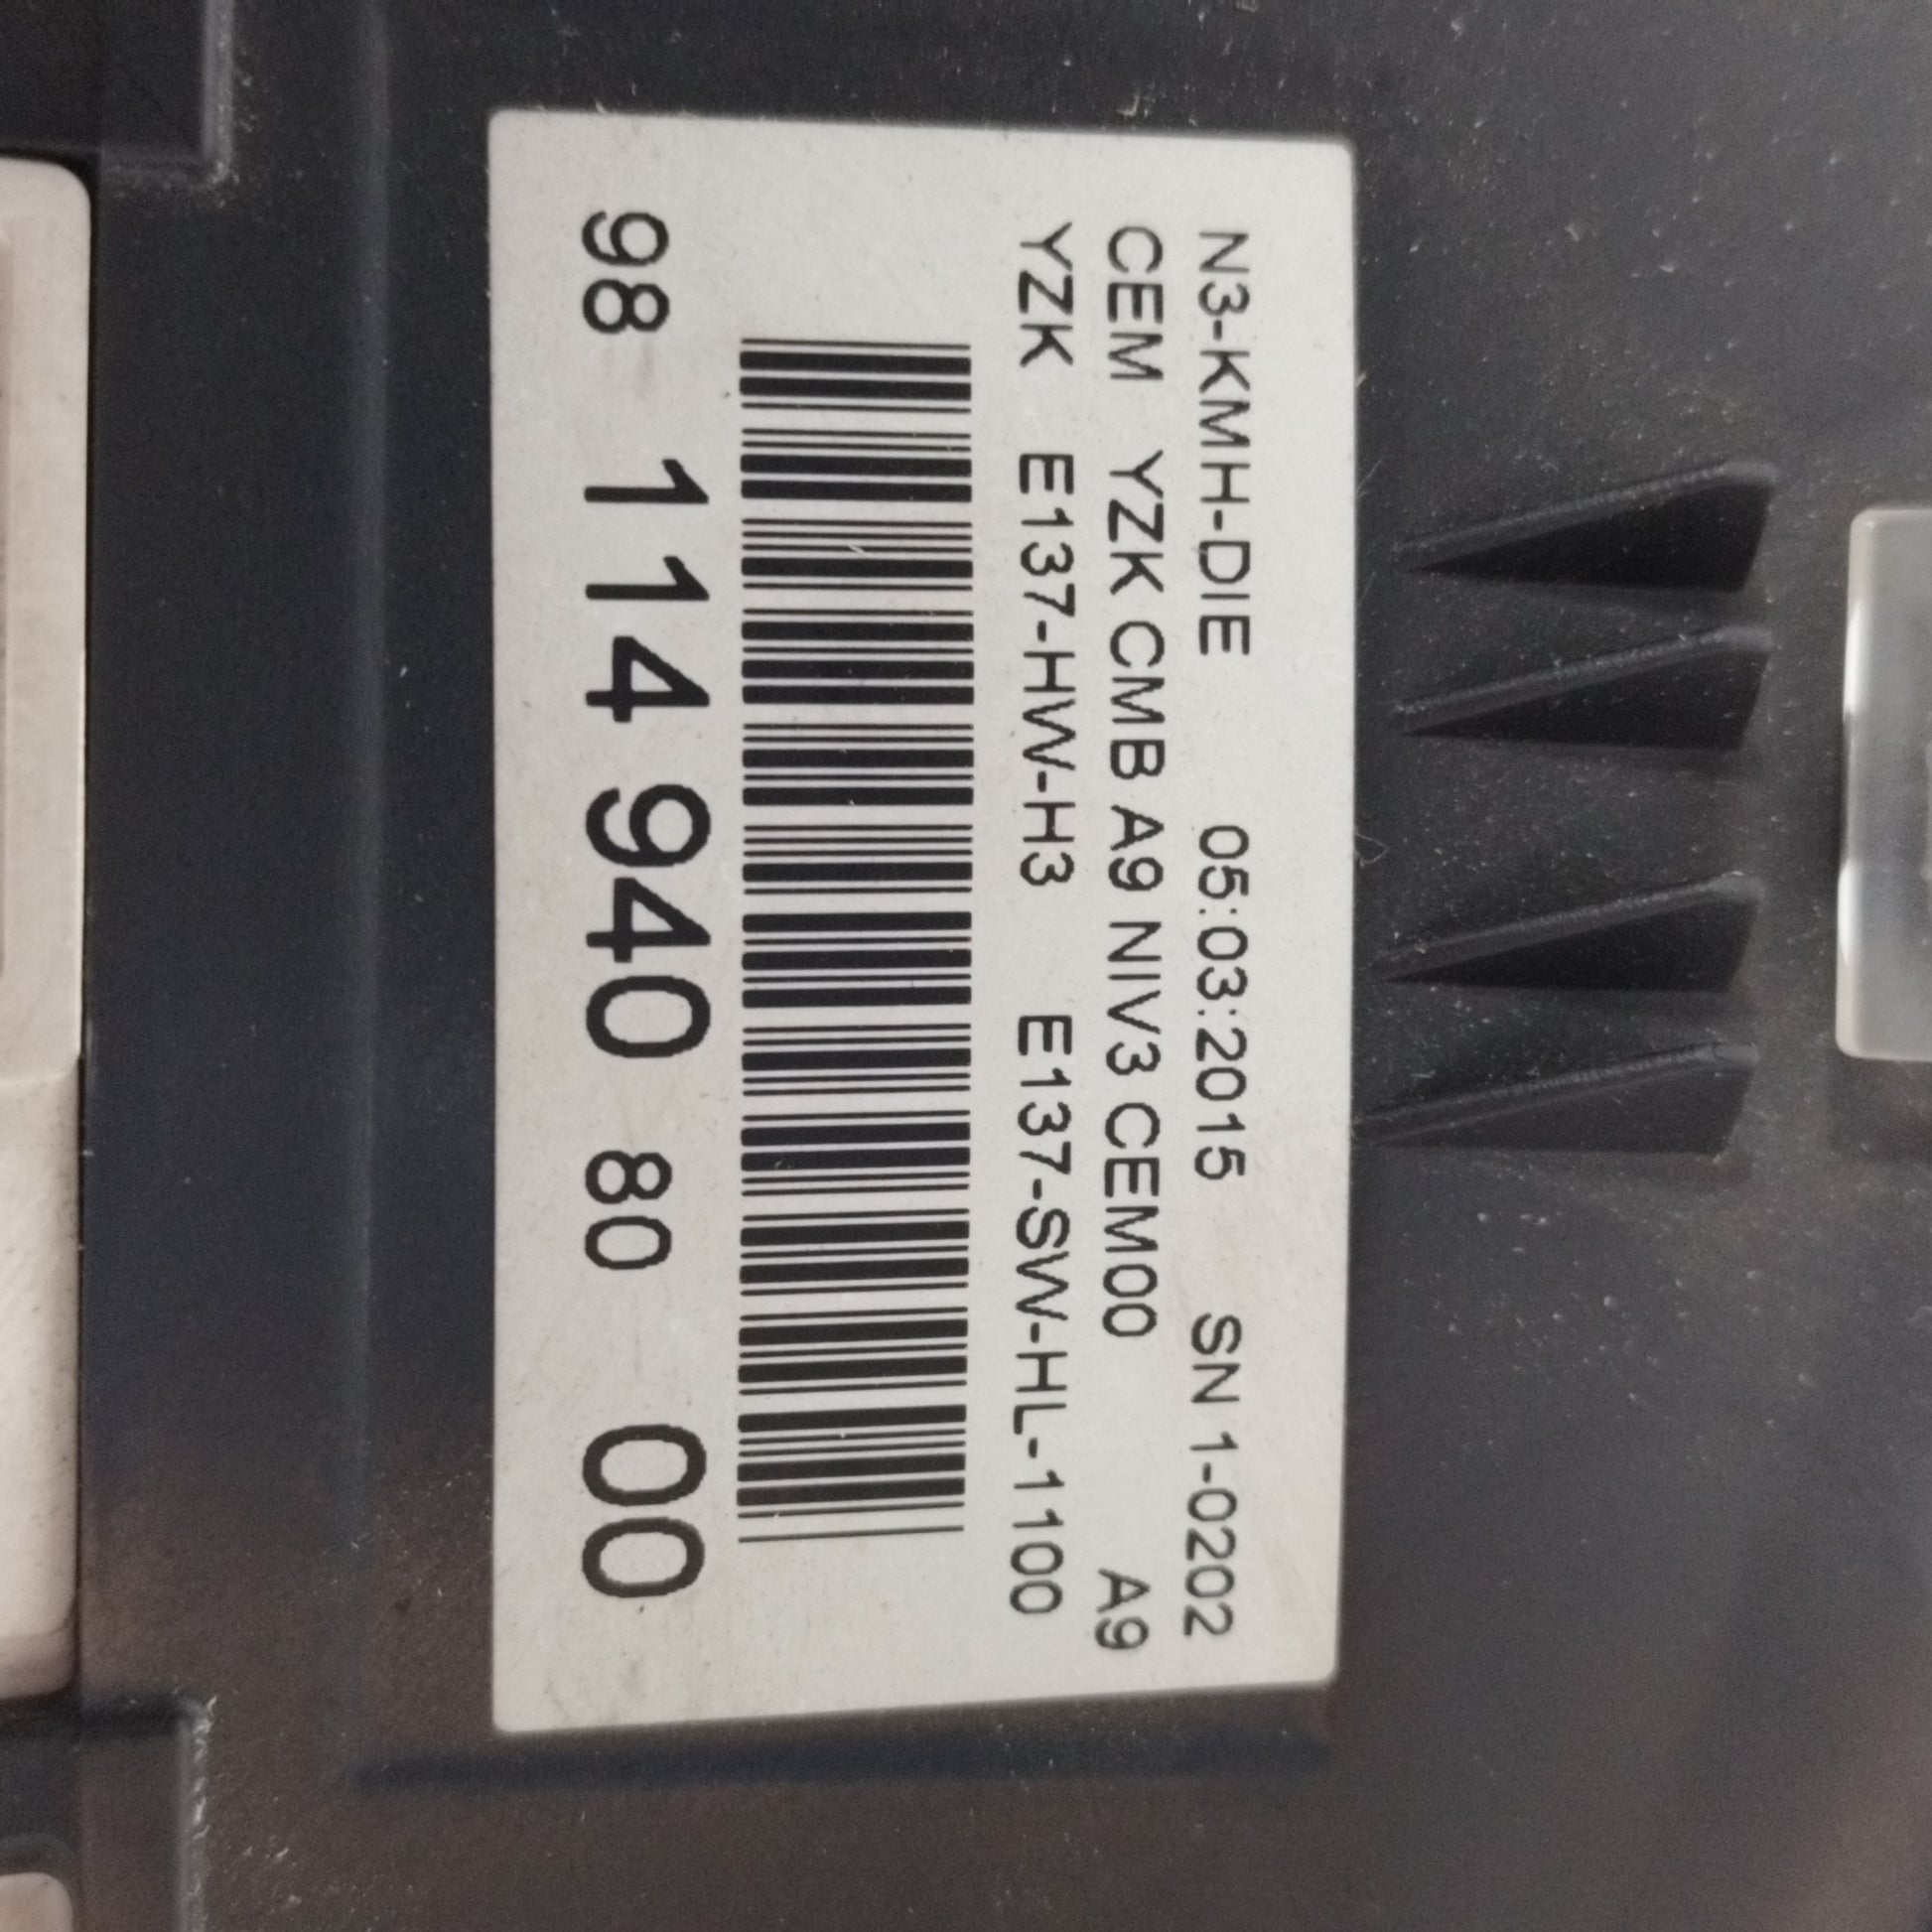 N3-KMH-DIE 05:03:2015 SN 1-0202
CEM YZK CMB A9 NIV3 CEM00 A9
YZK E137-HW-H3 E137-SW-HL-1100
98 114 940 80 00